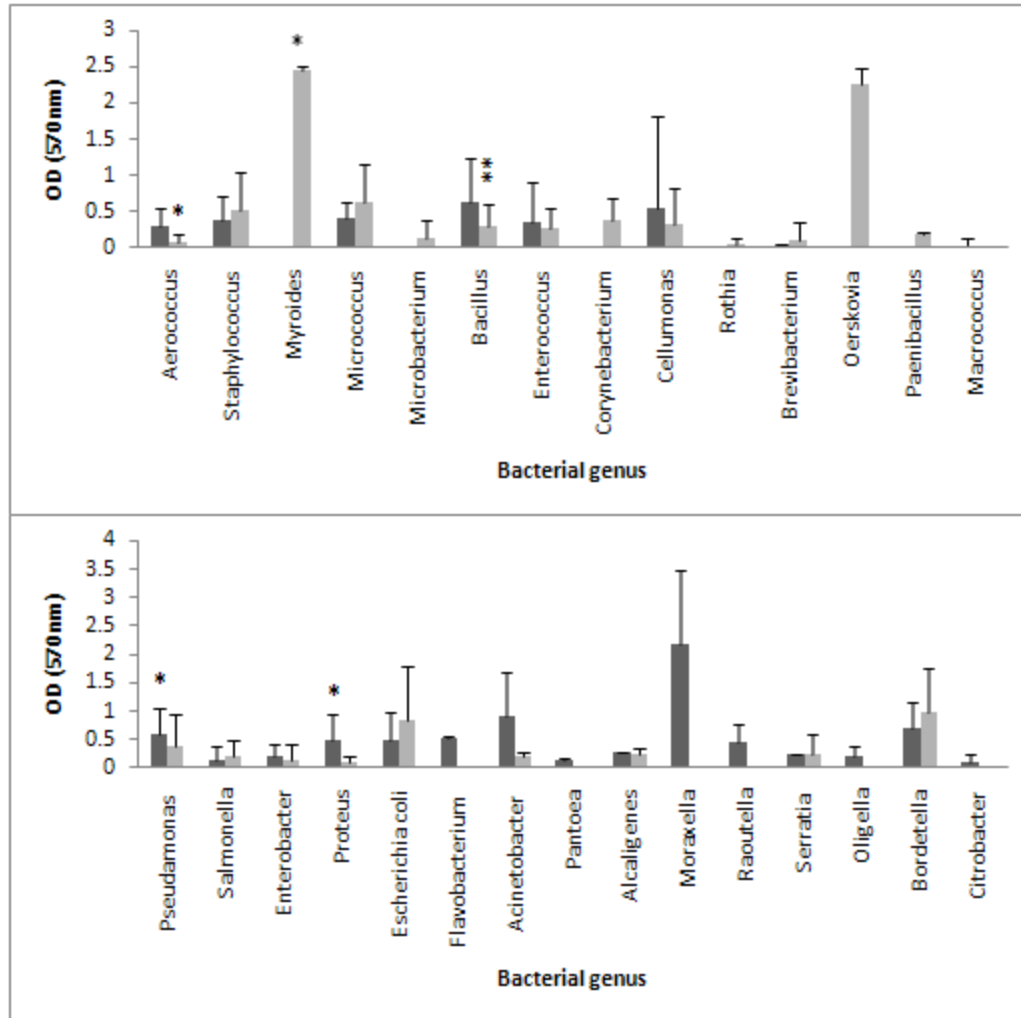 3
2.5
2
1.5
1
0.5
0
OD (570nm)
*
*
**
Aerococcus
Staphylococcus
Myroides
Micrococcus
Microbacterium
Bacillus
Enterococcus
Corynebacterium
Cellumonas
Rothia
Brevibacterium
Oerskovia
Paenibacillus
Macrococcus
Bacterial genus
4
3.5
3
2.5
2
1.5
1
0.5
0
OD (570nm)
*
*
Pseudamonas
Salmonella
Enterobacter
Proteus
Escherichia coli
Flavobacterium
Acinetobacter
Pantoea
Alcaligenes
Moraxella
Raoutella
Serratia
Oligella
Bordetella
Citrobacter
Bacterial genus